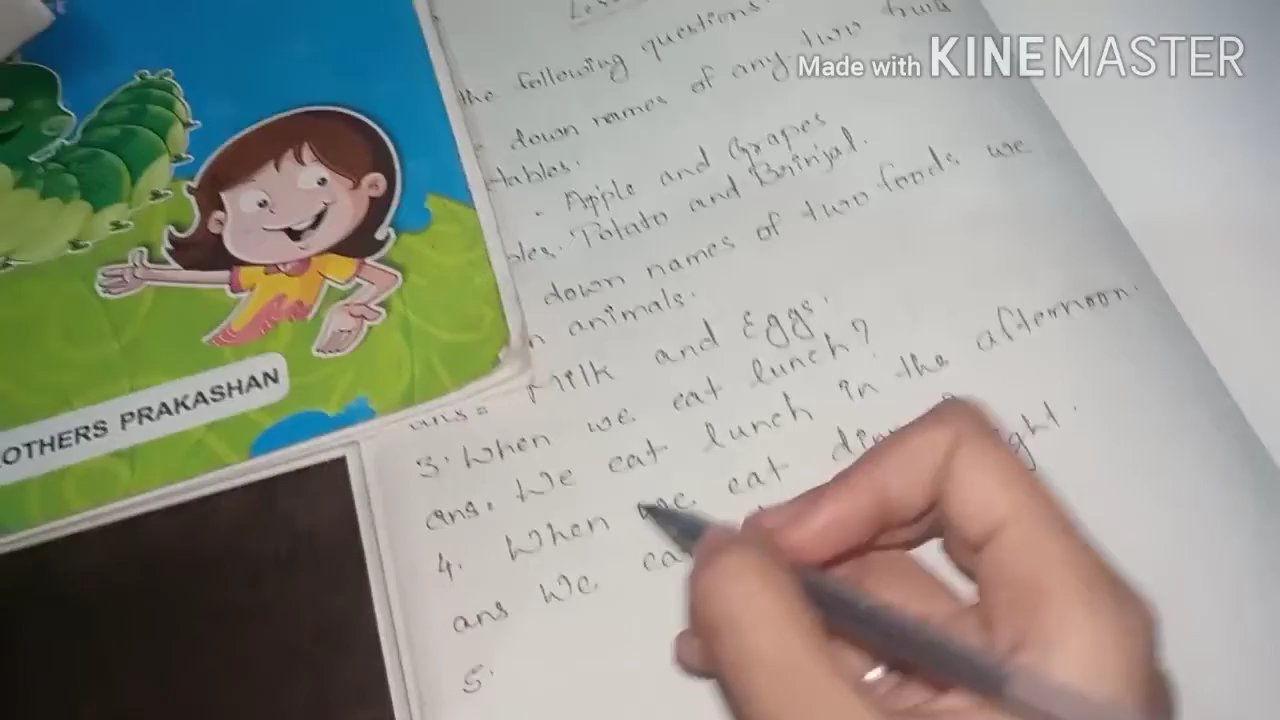 Made with KINEMASTER
the following questions
down names of any two
tables.
. Apple and Grapes
bles. Potato and Brinjal.
down names of two foods we
animals.
ans= Milk and Eggs.
3. When we eat lunch?
ans. We eat lunch in the afternoon.
4. When we eat
ans We
5.
OTHERS PRAKASHAN